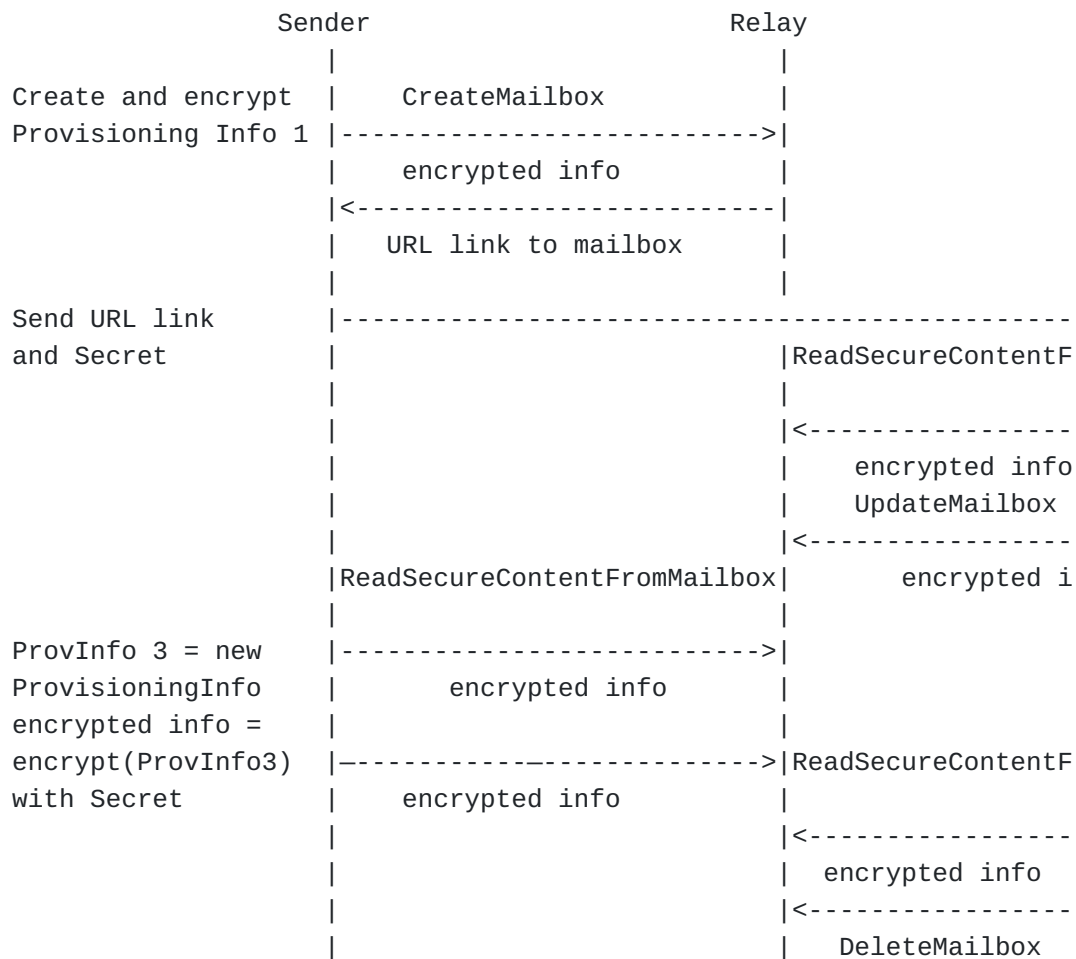 Sender                       Relay
                    |                            |
Create and encrypt  |    CreateMailbox           |
Provisioning Info 1 |--------------------------->|
                    |    encrypted info          |
                    |<---------------------------|
                    |   URL link to mailbox      |
                    |                            |
Send URL link       |-----------------------------------------------
and Secret          |                            |ReadSecureContentF
                    |                            |
                    |                            |<-----------------
                    |                            |    encrypted info
                    |                            |    UpdateMailbox
                    |                            |<-----------------
                    |ReadSecureContentFromMailbox|       encrypted i
                    |                            |
ProvInfo 3 = new    |--------------------------->|
ProvisioningInfo    |       encrypted info       |
encrypted info =    |                            |
encrypt(ProvInfo3)  |—-----------—-------------->|ReadSecureContentF
with Secret         |    encrypted info          |
                    |                            |<-----------------
                    |                            |  encrypted info
                    |                            |<-----------------
                    |                            |   DeleteMailbox